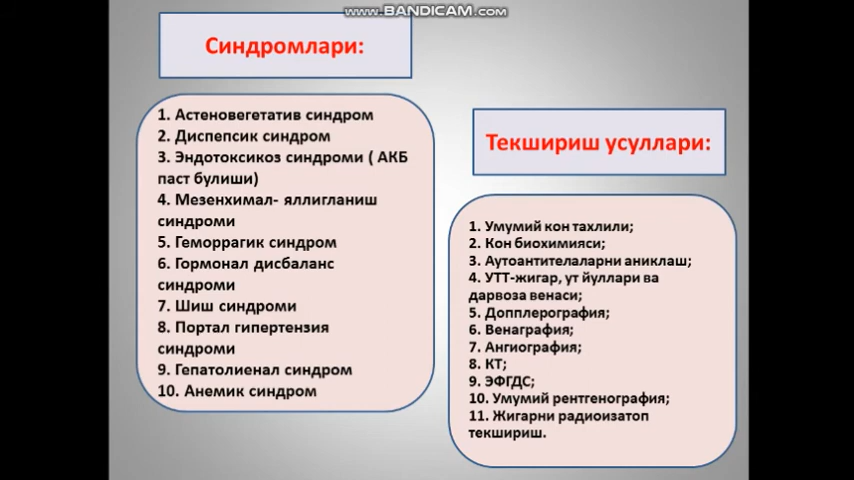 www.BANDICAM.com
Синдромлари:
1. Астеновегетатив синдром
2. Диспепсик синдром
3. Эндотоксикоз синдроми ( АКБ
паст булиши)
4. Мезенхимал- яллигланиш
синдроми
5. Геморрагик синдром
6. Гормонал дисбаланс
синдроми
7. Шиш синдроми
8. Портал гипертензия
синдроми
9. Гепатолиенал синдром
10. Анемик синдром
Текшириш усуллари:
1. Умумий кон тахлили;
2. Кон биохимияси;
3. Аутоантителаларни аниклаш;
4. УТТ-жигар, ут йуллари ва
дарвоза венаси;
5. Допплерография;
6. Венаграфия;
7. Ангиография;
8. КТ;
9. ЭФГДС;
10. Умумий рентгенография;
11. Жигарни радиоизатоп
текшириш.